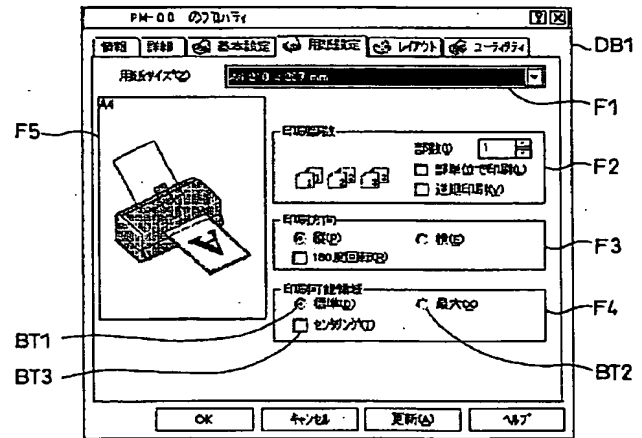 PM-00 のプロパティ
情報 詳細 基本設定 用紙設定 レイアウト ユーティリティ
DB1
用紙サイズ(Z)
A4 210 x 297 mm
F1
A4
F5
印刷部数
部数(I) 1
部単位で印刷(L)
逆順印刷(V)
F2
印刷方向
縦(P) 横(E)
180度回転(R)
F3
印刷可能領域
標準(D) 最大(X)
センタリング(T)
F4
BT1
BT3
BT2
A
OK キャンセル 更新(A) ヘルプ